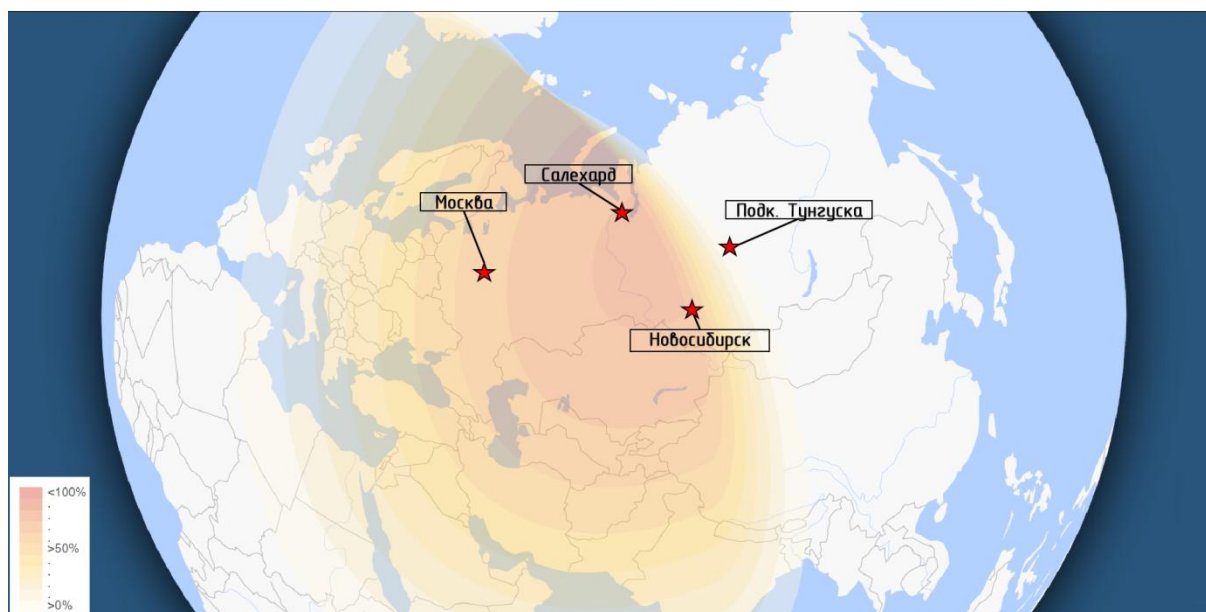 Салехард
Москва
Подк. Тунгуска
Новосибирск
<100%
>50%
>0%